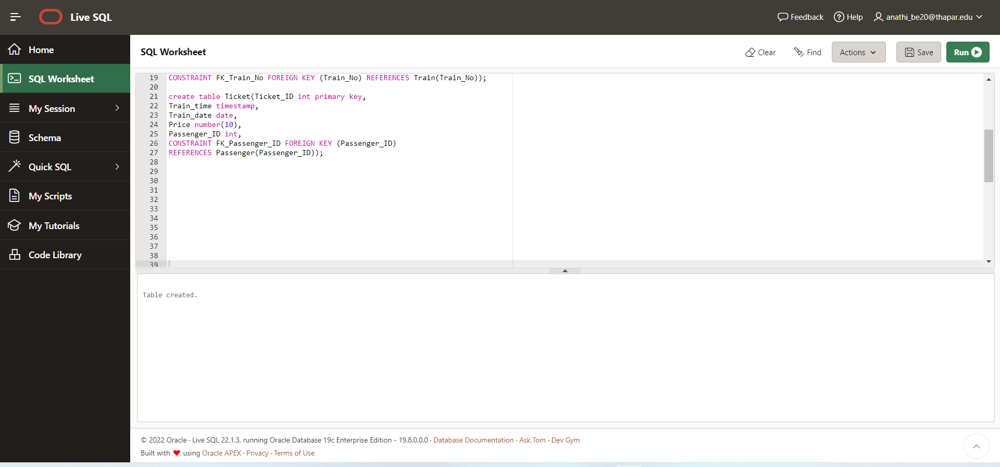 Live SQL
Feedback
Help
anathi_be20@thapar.edu
Home
SQL Worksheet
My Session
Schema
Quick SQL
My Scripts
My Tutorials
Code Library
SQL Worksheet
Clear
Find
Actions
Save
Run
19 CONSTRAINT FK_Train_No FOREIGN KEY (Train_No) REFERENCES Train(Train_No));
20
21 create table Ticket(Ticket_ID int primary key,
22 Train_time timestamp,
23 Train_date date,
24 Price number(10),
25 Passenger_ID int,
26 CONSTRAINT FK_Passenger_ID FOREIGN KEY (Passenger_ID)
27 REFERENCES Passenger(Passenger_ID));
28
29
30
31
32
33
34
35
36
37
38
39
Table created.
© 2022 Oracle · Live SQL 22.1.3, running Oracle Database 19c Enterprise Edition - 19.8.0.0.0 · Database Documentation · Ask Tom · Dev Gym
Built with ❤ using Oracle APEX · Privacy · Terms of Use